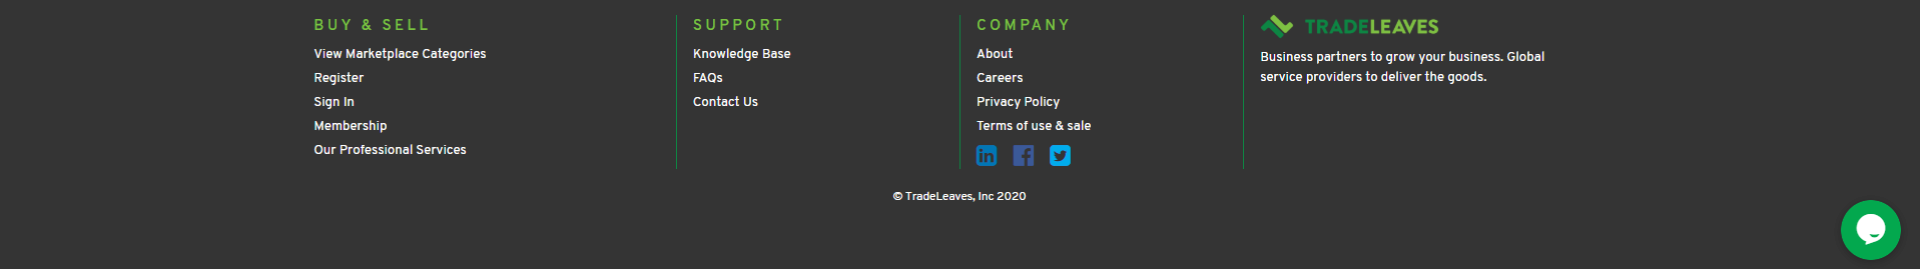 BUY & SELL
View Marketplace Categories
Register
Sign In
Membership
Our Professional Services
SUPPORT
Knowledge Base
FAQs
Contact Us
COMPANY
About
Careers
Privacy Policy
Terms of use & sale
in f
TRADELEAVES
Business partners to grow your business. Global
service providers to deliver the goods.
© TradeLeaves, Inc 2020